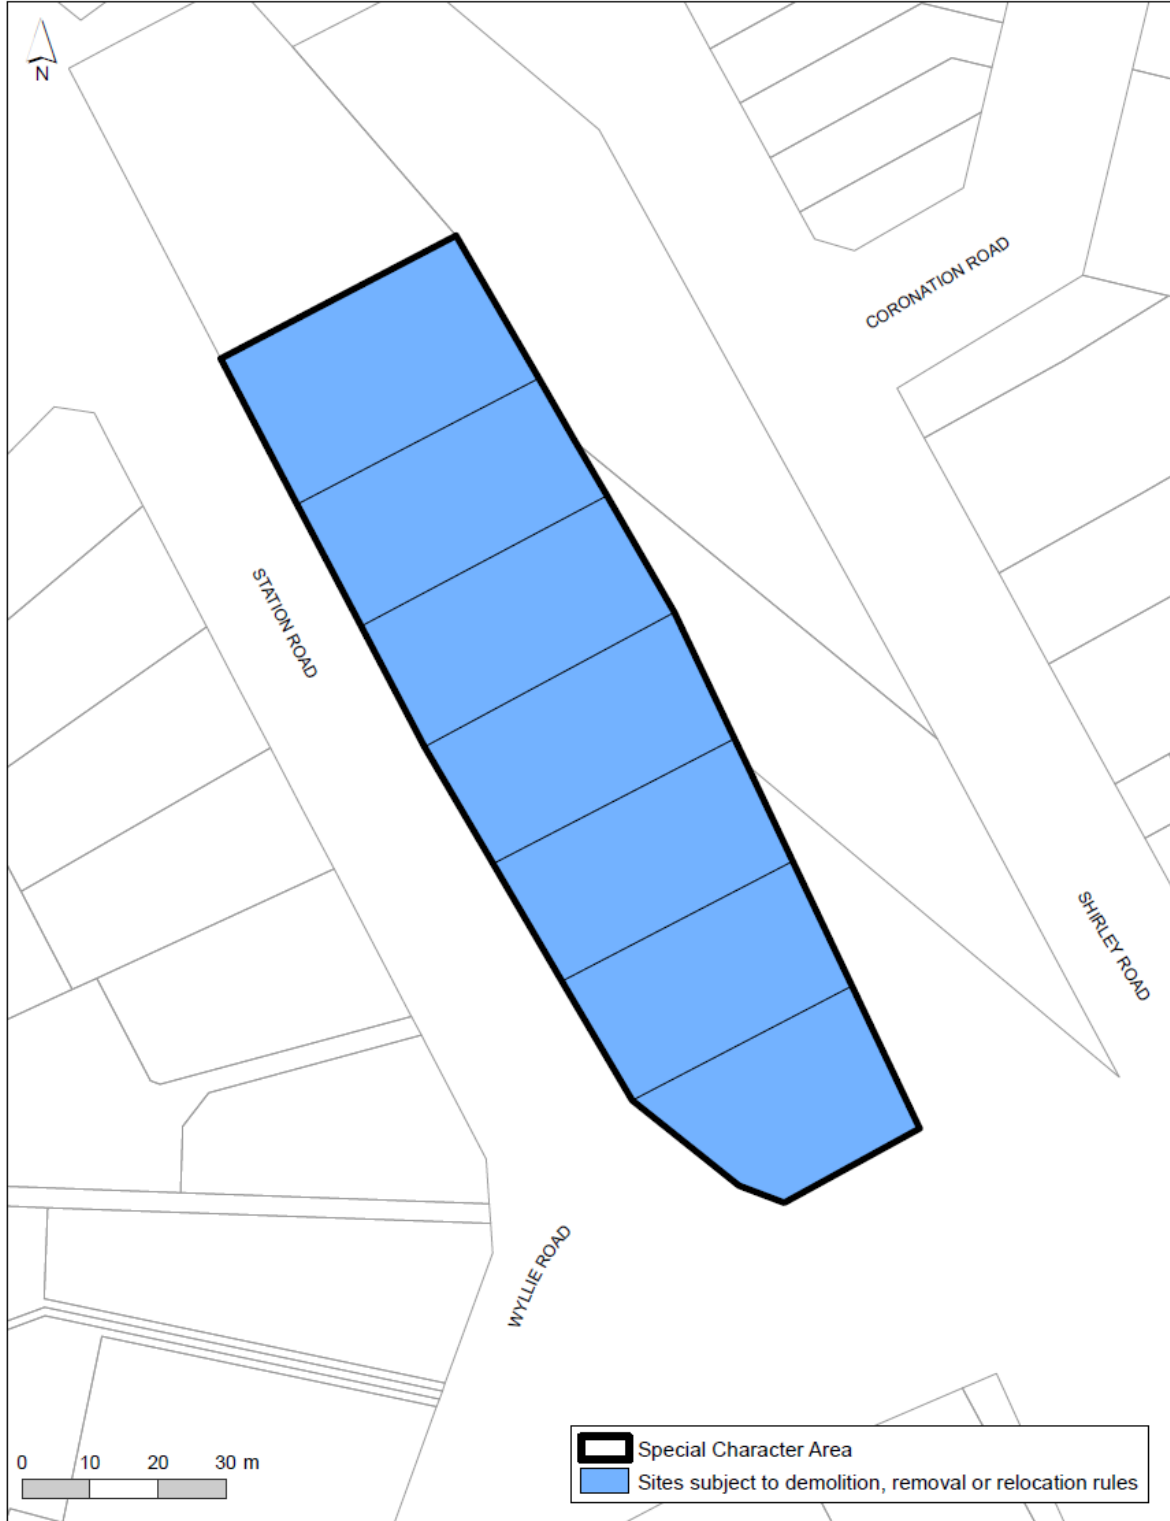 N
CORONATION ROAD
STATION ROAD
SHIRLEY ROAD
WYLLIE ROAD
0 10 20 30 m
Special Character Area
Sites subject to demolition, removal or relocation rules